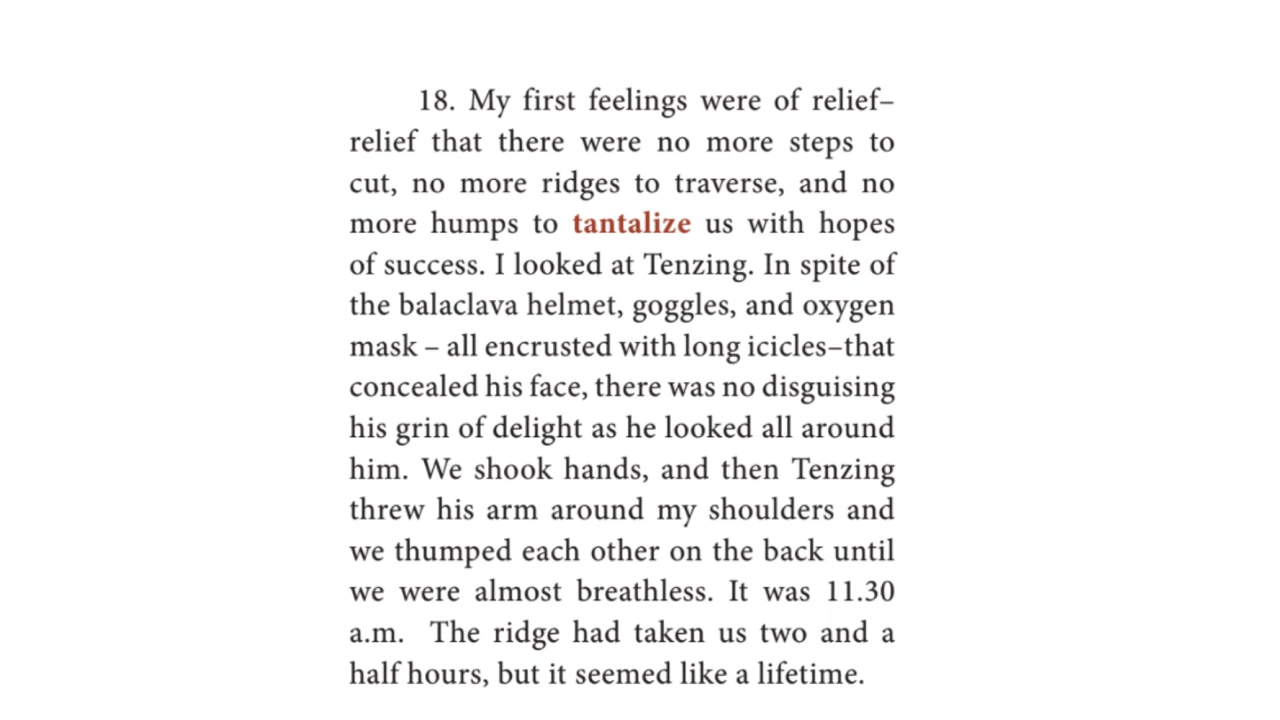 18. My first feelings were of relief–
relief that there were no more steps to
cut, no more ridges to traverse, and no
more humps to tantalize us with hopes
of success. I looked at Tenzing. In spite of
the balaclava helmet, goggles, and oxygen
mask – all encrusted with long icicles–that
concealed his face, there was no disguising
his grin of delight as he looked all around
him. We shook hands, and then Tenzing
threw his arm around my shoulders and
we thumped each other on the back until
we were almost breathless. It was 11.30
a.m. The ridge had taken us two and a
half hours, but it seemed like a lifetime.